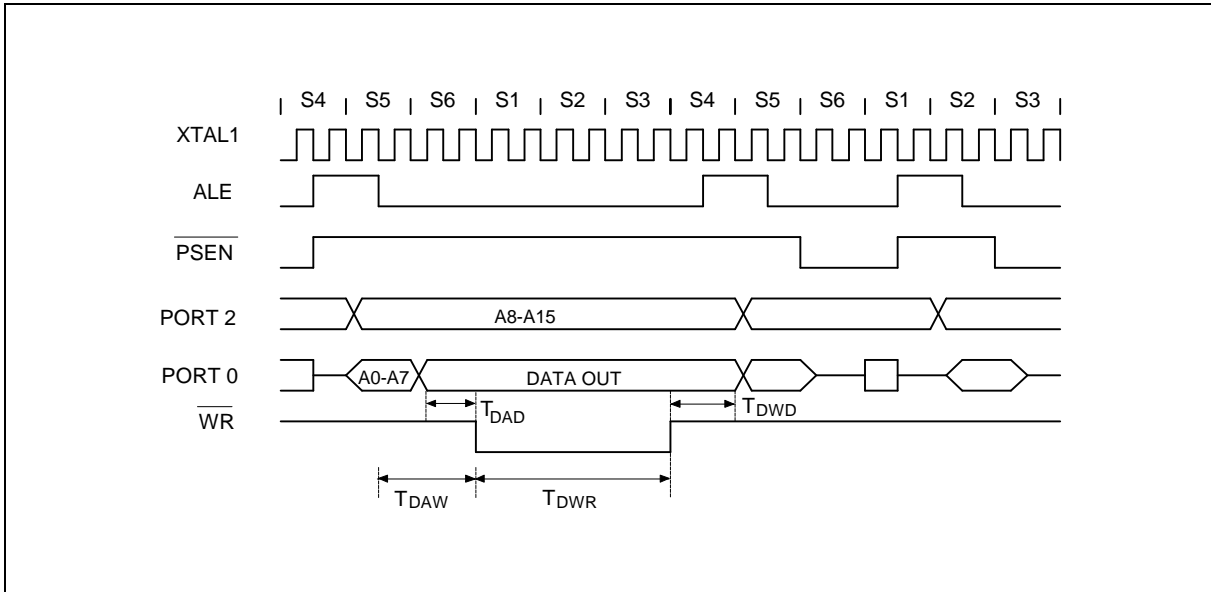 S4 S5 S6 S1 S2 S3 S4 S5 S6 S1 S2 S3
XTAL1
ALE
PSEN
PORT 2 A8-A15
PORT 0 A0-A7 DATA OUT
WR TDAD TDWD
TDAW TDWR